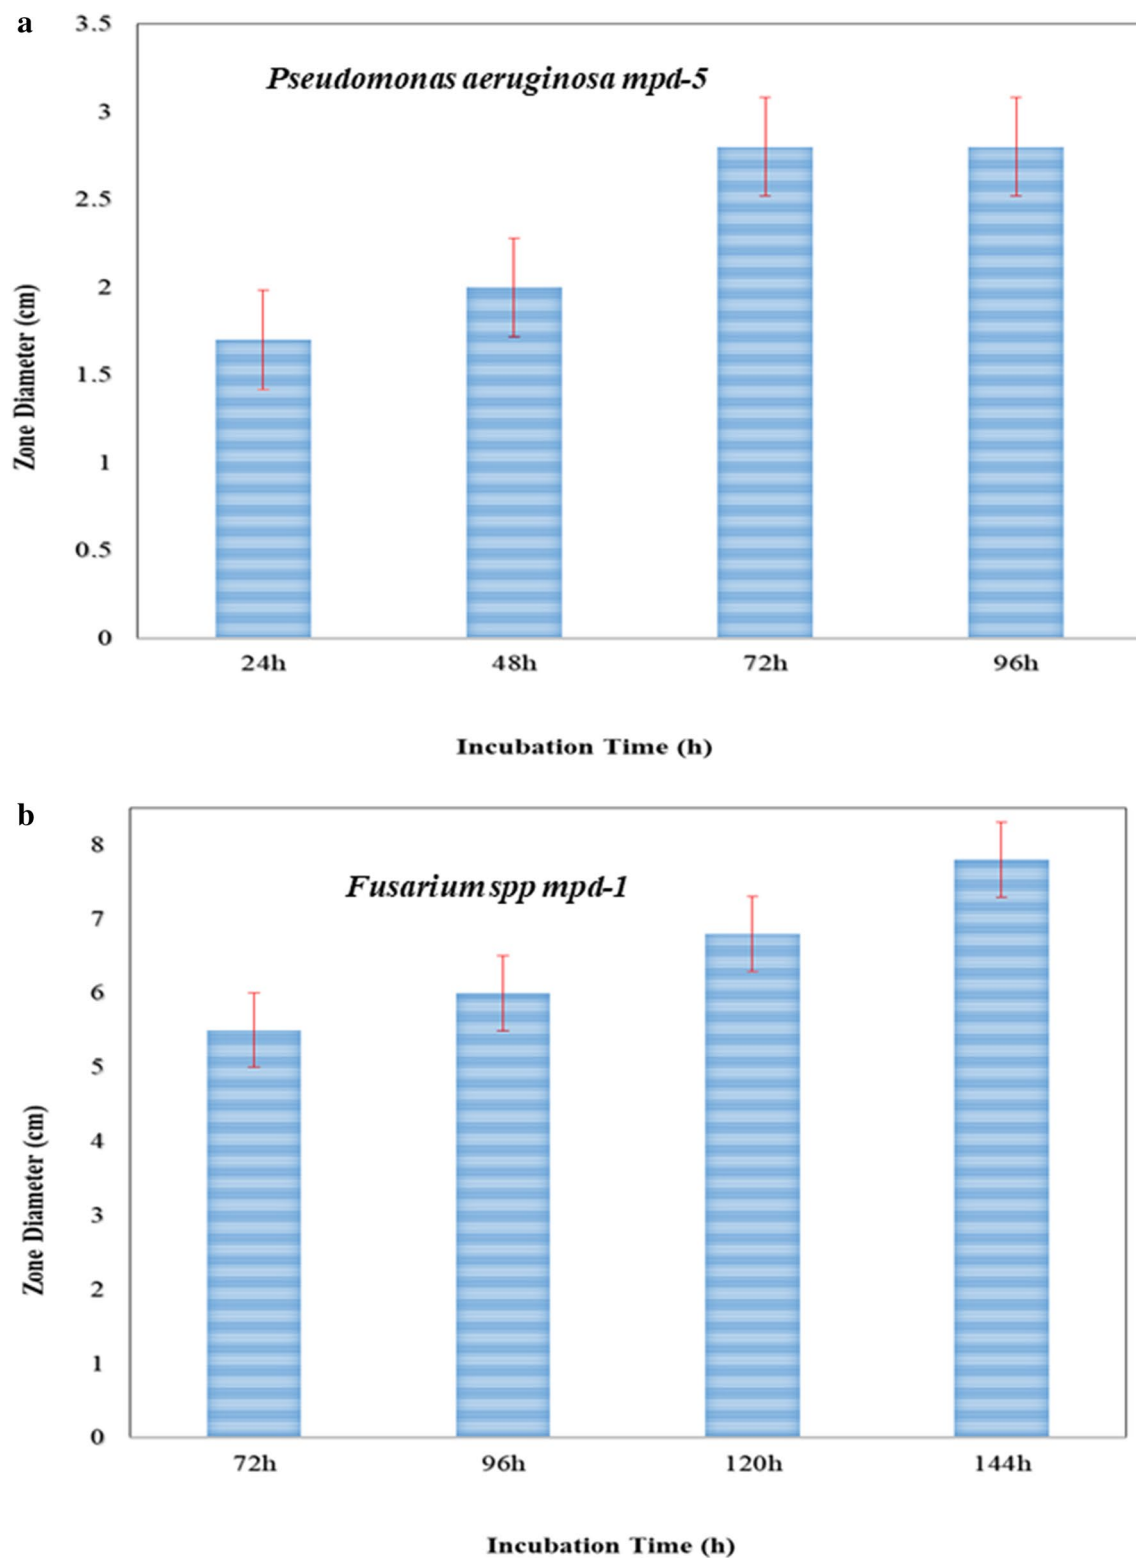 a
Pseudomonas aeruginosa mpd-5
3.5
3
2.5
2
1.5
1
0.5
0
Zone Diameter (cm)
24h 48h 72h 96h
Incubation Time (h)
b
Fusarium spp mpd-1
8
7
6
5
4
3
2
1
0
Zone Diameter (cm)
72h 96h 120h 144h
Incubation Time (h)